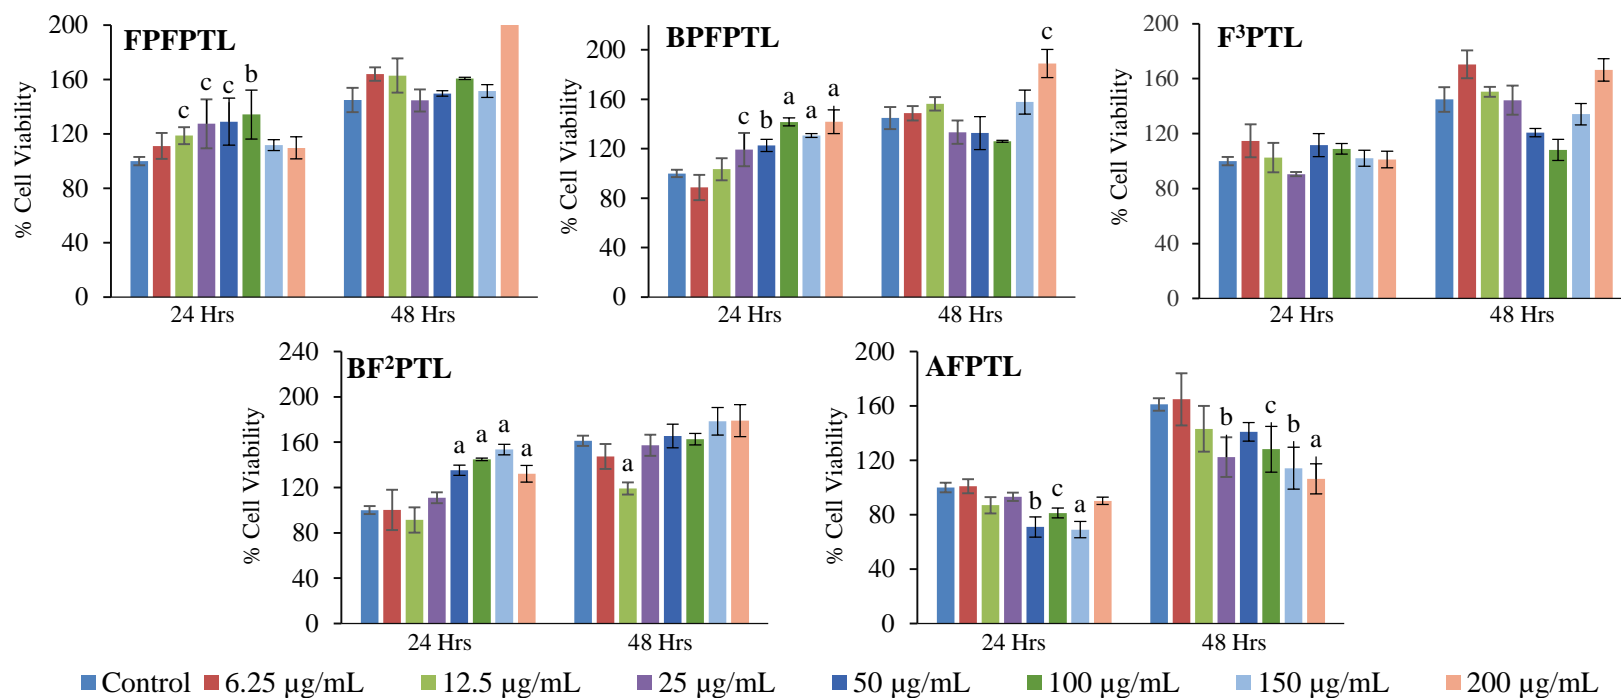 FPFPTL
% Cell Viability
200
160
120
80
40
0
c
c
c
b
24 Hrs
48 Hrs
BPFPTL
% Cell Viability
200
160
120
80
40
0
c
b
a
a
a
c
24 Hrs
48 Hrs
F³PTL
% Cell Viability
200
160
120
80
40
0
24 Hrs
48 Hrs
BF²PTL
% Cell Viability
240
200
160
120
80
40
0
a
a
a
a
a
24 Hrs
48 Hrs
AFPTL
% Cell Viability
200
160
120
80
40
0
b
c
a
b
c
b
a
24 Hrs
48 Hrs
Control 6.25 µg/mL 12.5 µg/mL 25 µg/mL 50 µg/mL 100 µg/mL 150 µg/mL 200 µg/mL